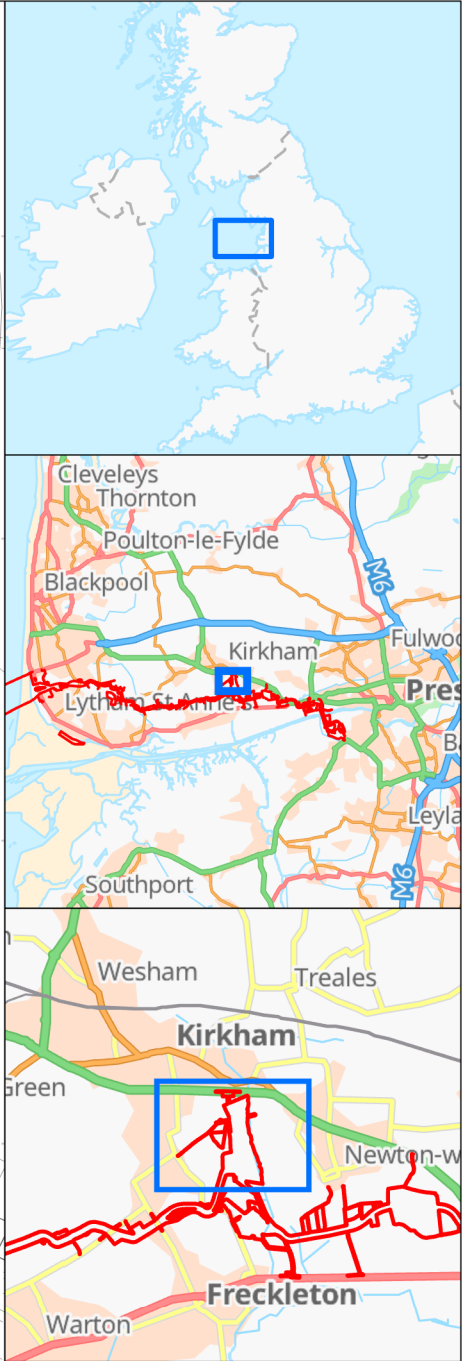 Cleveleys
Thornton
Poulton-le-Fylde
Blackpool
M6
Fulwoo
Kirkham
Lytham St Anne's
Pres
Ba
Leyla
M6
Southport
Wesham
Treales
Kirkham
Green
Newton-w
Freckleton
Warton